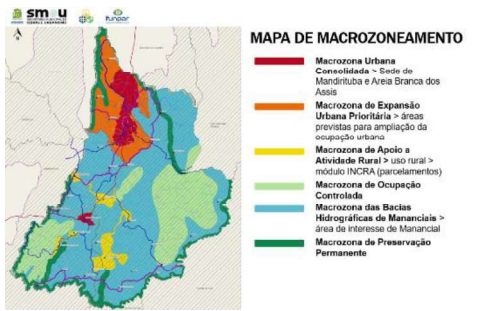 smau
funpar
MAPA DE MACROZONEAMENTO
Macrozona Urbana
Consolidada > Sede de
Mandirituba e Areia Branca dos
Assis
Macrozona de Expansão
Urbana Prioritária > áreas
previstas para ampliação da
ocupação urbana
Macrozona de Apoio a
Atividade Rural > uso rural >
módulo INCRA (parcelamentos)
Macrozona de Ocupação
Controlada
Macrozona das Bacias
Hidrográficas de Mananciais >
área de interesse de Manancial
Macrozona de Preservação
Permanente